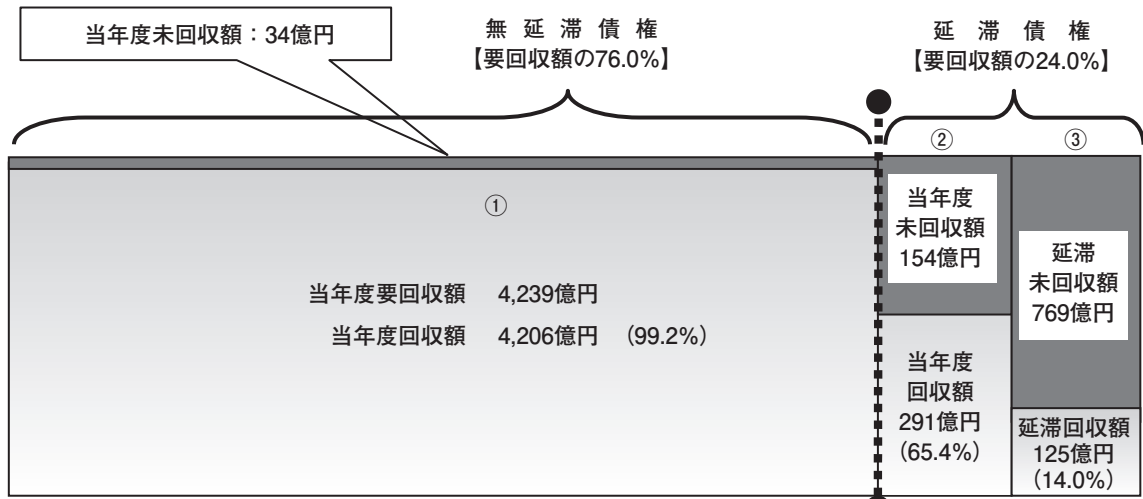 当年度未回収額：34億円
無延滞債権
【要回収額の76.0%】
延滞債権
【要回収額の24.0%】
①
当年度要回収額 4,239億円
当年度回収額 4,206億円 （99.2%）
②
当年度
未回収額
154億円
当年度
回収額
291億円
（65.4%）
③
延滞
未回収額
769億円
延滞回収額
125億円
（14.0%）